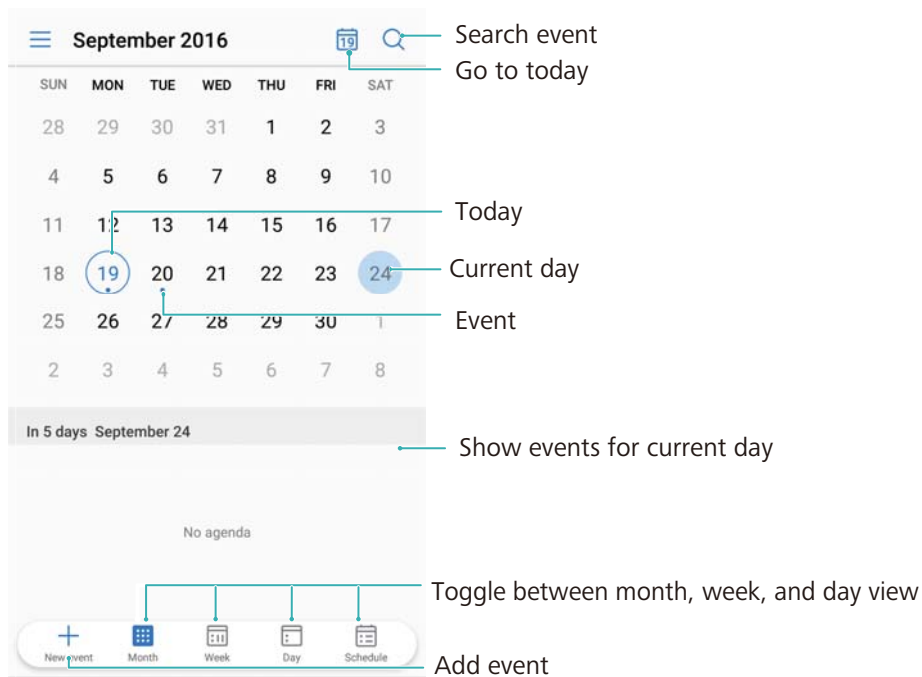 September 2016 19 Search event
Go to today
SUN MON TUE WED THU FRI SAT
28 29 30 31 1 2 3
4 5 6 7 8 9 10
Today
11 12 13 14 15 16 17
18 19 20 21 22 23 24 Current day
25 26 27 28 29 30 1 Event
2 3 4 5 6 7 8
In 5 days September 24
Show events for current day
No agenda
Toggle between month, week, and day view
New event Month Week Day Schedule
Add event